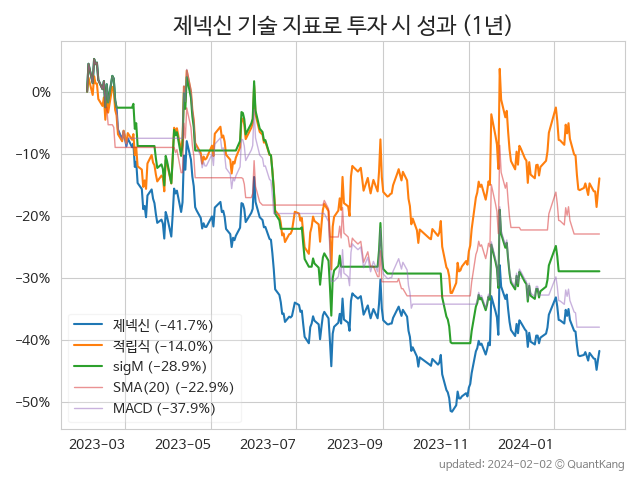 제넥신 기술 지표로 투자 시 성과 (1년)
0%
−10%
−20%
−30%
−40%
−50%
제넥신 (−41.7%)
적립식 (−14.0%)
sigM (−28.9%)
SMA(20) (−22.9%)
MACD (−37.9%)
2023-03 2023-05 2023-07 2023-09 2023-11 2024-01
updated: 2024-02-02 ⓒ QuantKang